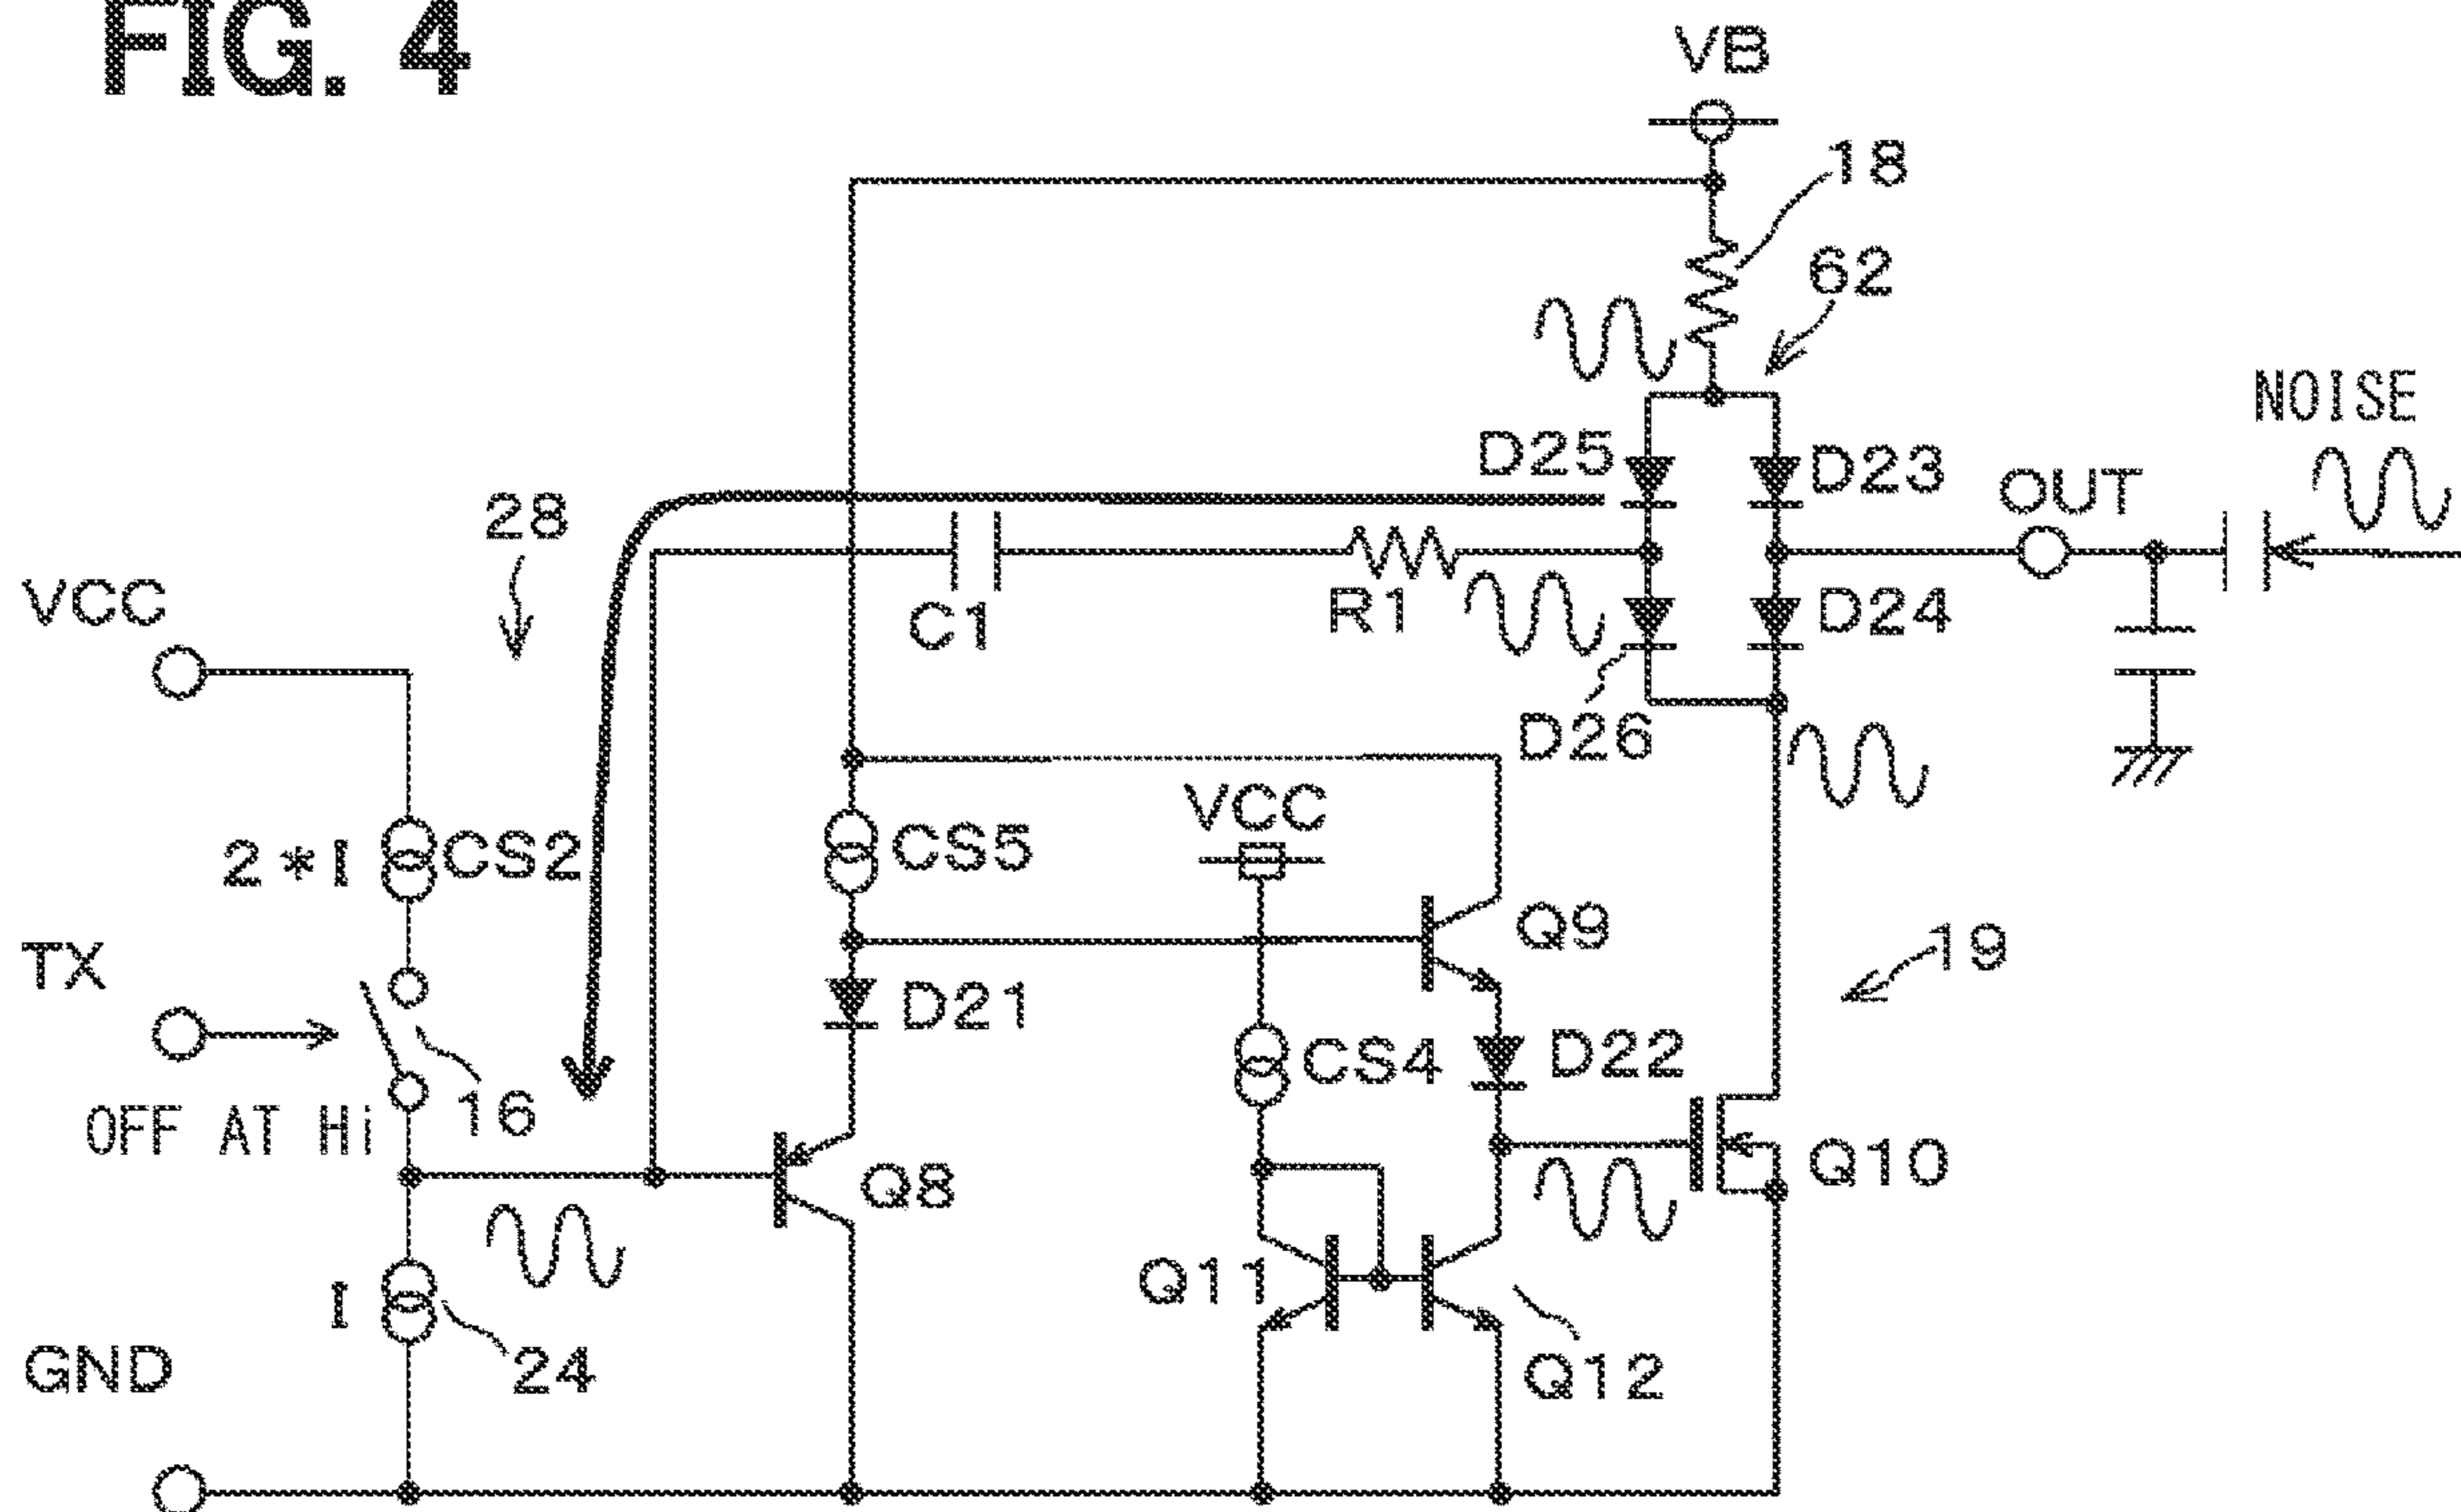 FIG. 4
VB
18
62
NOISE
D25
D23
OUT
28
VCC
C1
R1
D24
D26
VCC
2*I
CS2
CS5
Q9
TX
19
D21
CS4
D22
16
OFF AT Hi
Q8
Q10
Q11
I
24
GND
Q12